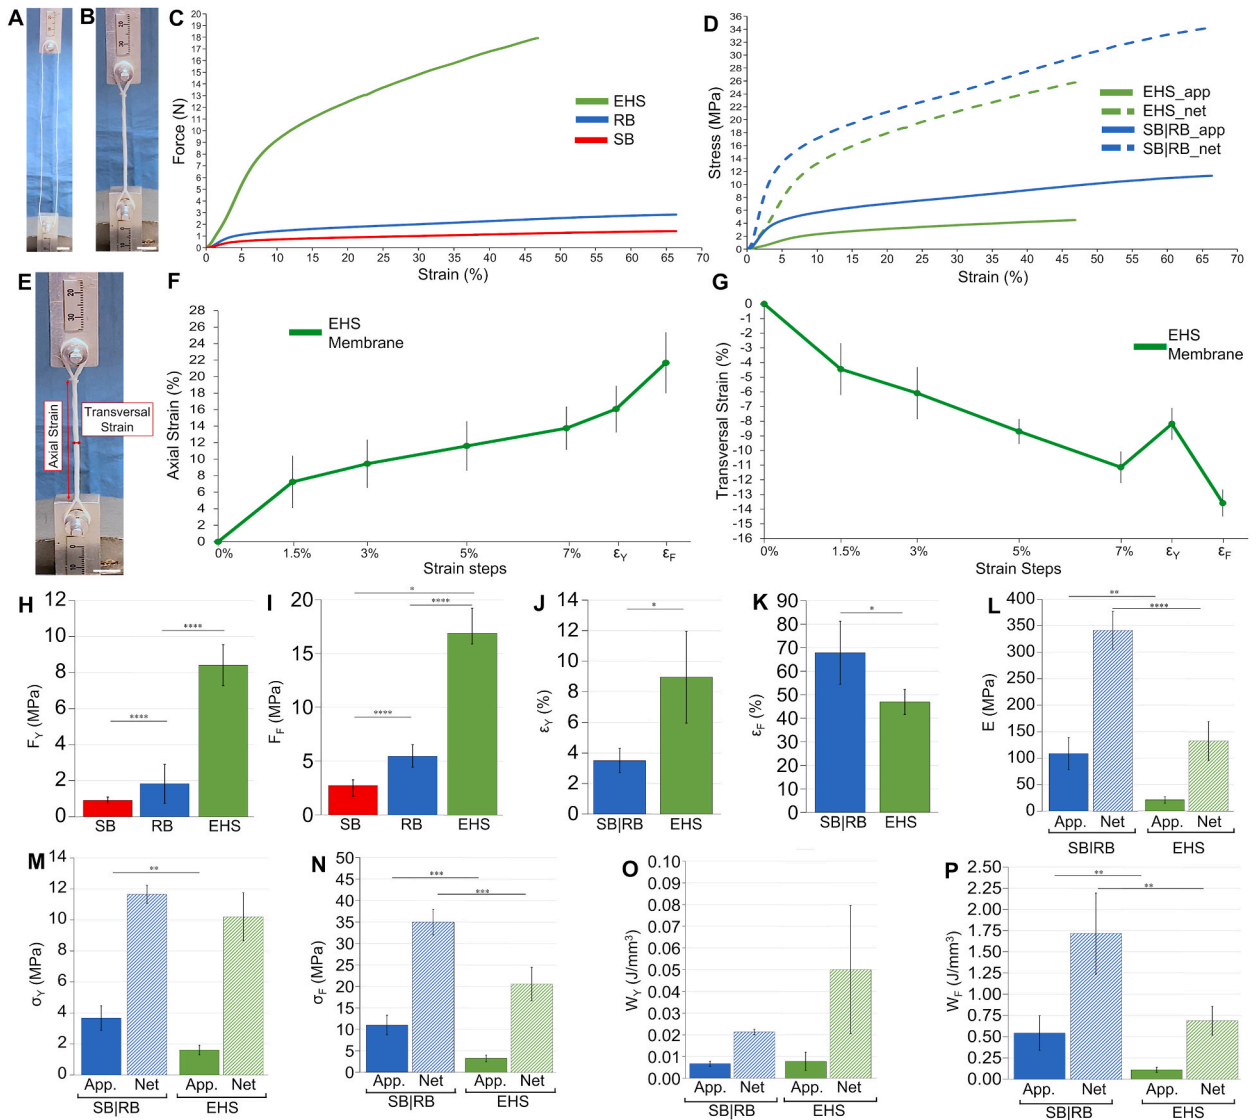 A
B
C
20
19
18
17
16
15
14
13
12
11
10
9
8
7
6
5
4
3
2
1
0
Force (N)
0 5 10 15 20 25 30 35 40 45 50 55 60 65 70
Strain (%)
EHS
RB
SB
D
36
34
32
30
28
26
24
22
20
18
16
14
12
10
8
6
4
2
0
Stress (MPa)
0 5 10 15 20 25 30 35 40 45 50 55 60 65 70
Strain (%)
EHS_app
EHS_net
SB|RB_app
SB|RB_net
E
20
30
Axial Strain
Transversal
Strain
0
10
F
28
26
24
22
20
18
16
14
12
10
8
6
4
2
0
Axial Strain (%)
EHS
Membrane
0% 1.5% 3% 5% 7% εY εF
Strain steps
G
0
-1
-3
-4
-5
-6
-8
-9
-11
-13
-14
-15
-16
Transversal Strain (%)
EHS
Membrane
0% 1.5% 3% 5% 7% εY εF
Strain Steps
H
12
10
8
6
4
2
0
FY (MPa)
****
****
SB RB EHS
I
20
15
10
5
0
FF (MPa)
*
****
****
SB RB EHS
J
14
12
10
8
6
4
2
0
εY (%)
*
SB|RB EHS
K
90
80
70
60
50
40
30
20
10
0
εF (%)
*
SB|RB EHS
L
400
350
300
250
200
150
100
50
0
E (MPa)
**
****
App. Net App. Net
SBIRB EHS
M
14
12
10
8
6
4
2
0
σY (MPa)
**
App. Net App. Net
SB|RB EHS
N
50
45
40
35
30
25
20
15
10
5
0
σF (MPa)
***
***
App. Net App. Net
SB|RB EHS
O
0.10
0.09
0.08
0.07
0.06
0.05
0.04
0.03
0.02
0.01
0.00
WY (J/mm³)
App. Net App. Net
SB|RB EHS
P
2.50
2.25
2.00
1.75
1.50
1.25
1.00
0.75
0.50
0.25
0.00
WF (J/mm³)
**
**
App. Net App. Net
SB|RB EHS